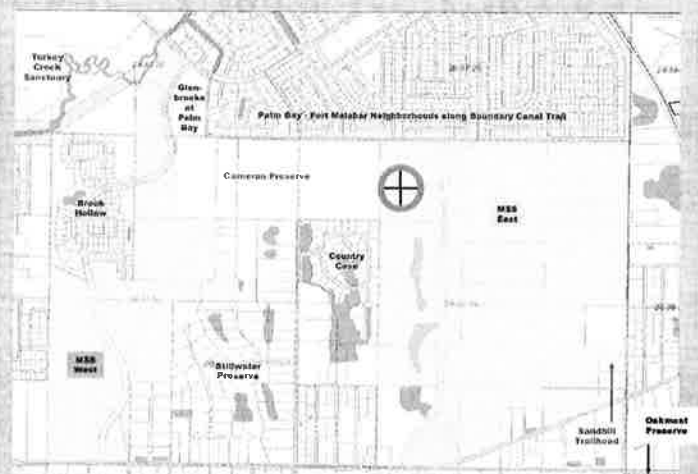 Turkey
Creek
Sanctuary
Glen-
brooke
at
Palm
Bay
Palm Bay - Port Malabar Neighborhoods along Boundary Canal Trail
Cameron Preserve
Brook
Hollow
MSS
East
Country
Cove
MSS
West
Stillwater
Preserve
Sandhill
Trailhead
Oakmont
Preserve